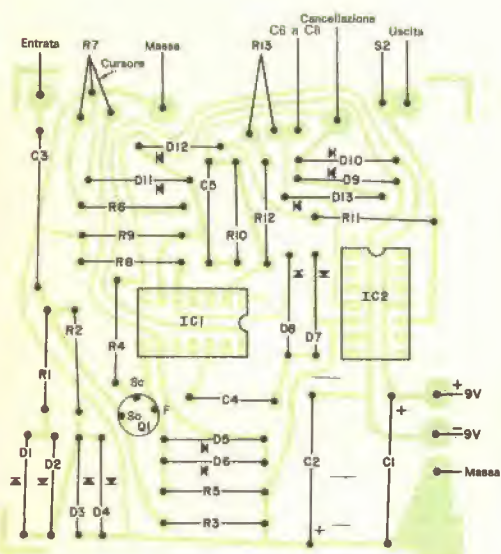 Cancellazione
C6 a C8
Entrata R7 Massa R13 S2 Uscita
Cursore
C3
D12
D10
D11 C5 D9
D13
R6 R12
R11
R9 R10
R8
IC1 IC2
R2 R4 D8 D7
R1
So
C4
So F
Q1
+
9V
+
D5
−
9V
D1 D2 D6 C2 C1
Massa
R5
D3 D4
R3
+